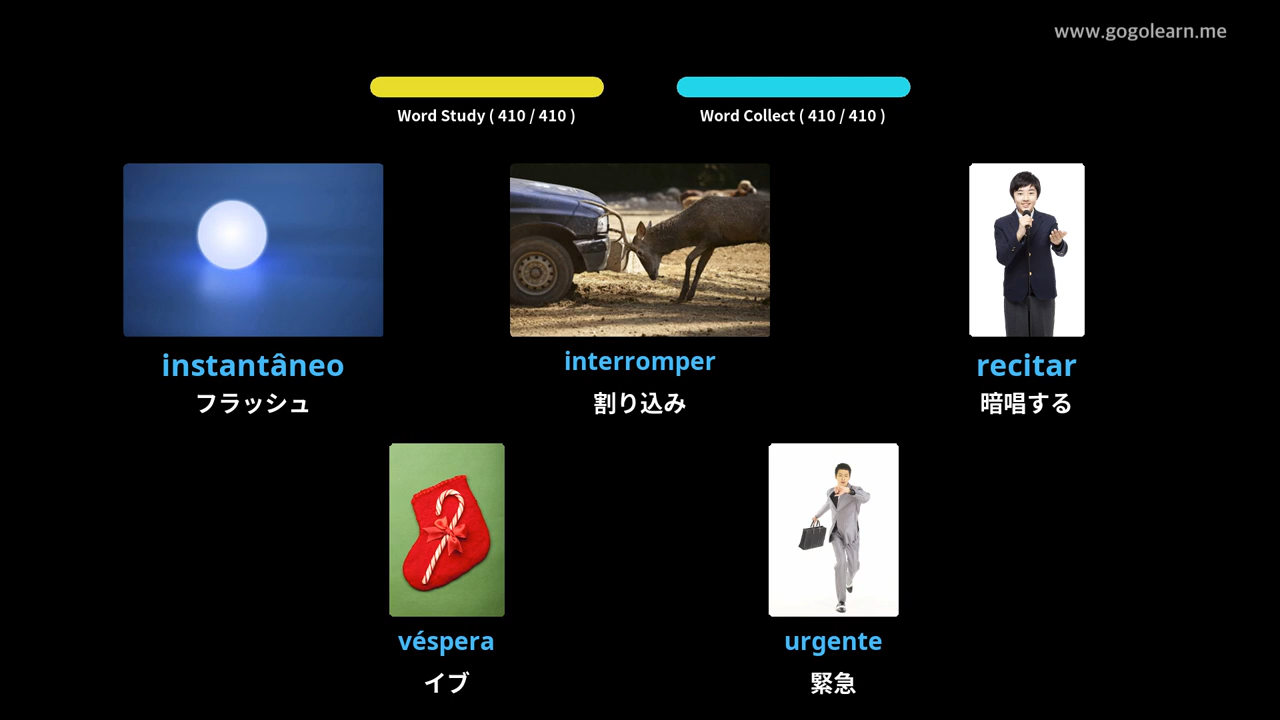 www.gogolearn.me
Word Study ( 410 / 410 )
Word Collect ( 410 / 410 )
instantâneo
フラッシュ
interromper
割り込み
recitar
暗唱する
véspera
イブ
urgente
緊急